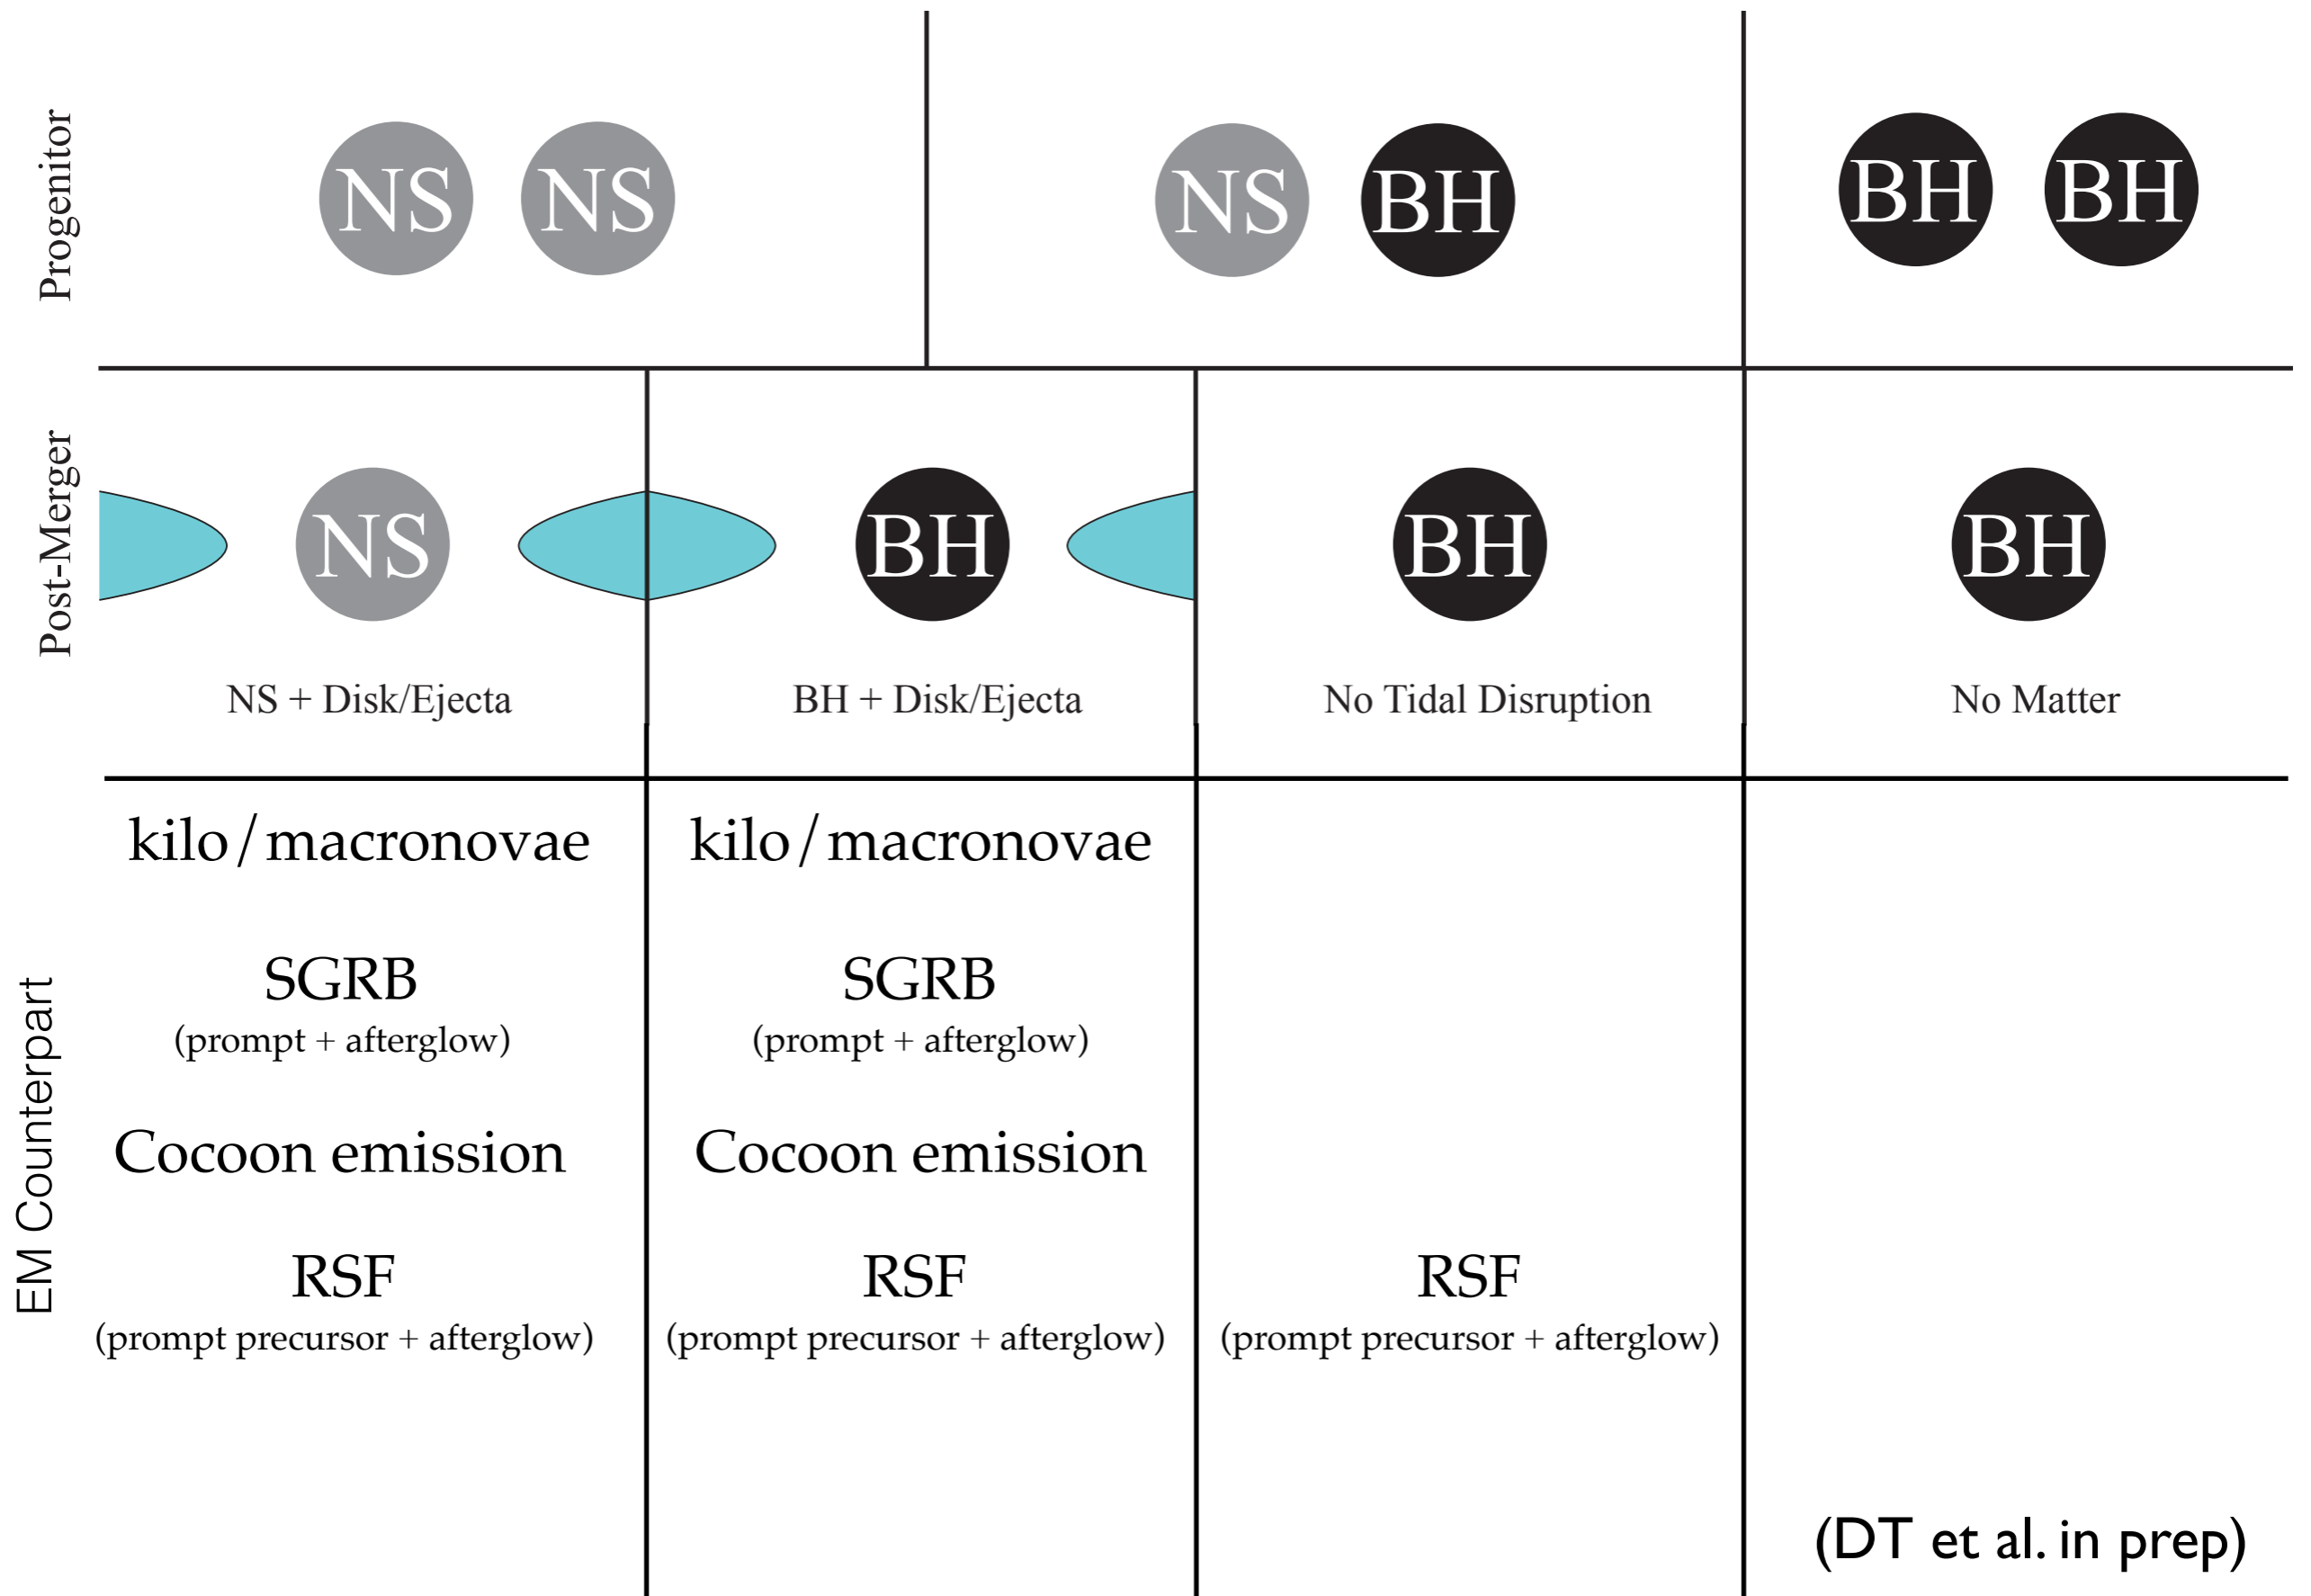 Progenitor
NS NS
NS BH
BH BH
Post-Merger
NS
BH
BH
BH
NS + Disk/Ejecta
BH + Disk/Ejecta
No Tidal Disruption
No Matter
EM Counterpart
kilo/macronovae
kilo/macronovae
SGRB
(prompt + afterglow)
SGRB
(prompt + afterglow)
Cocoon emission
Cocoon emission
RSF
(prompt precursor + afterglow)
RSF
(prompt precursor + afterglow)
RSF
(prompt precursor + afterglow)
(DT et al. in prep)